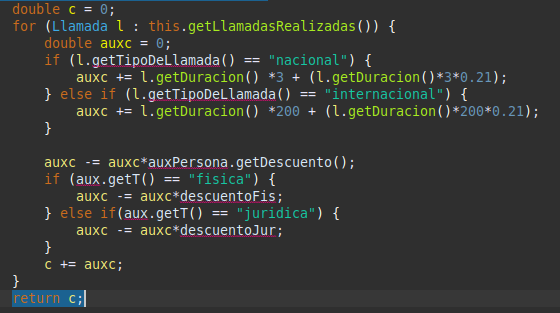 double c = 0;
for (Llamada l : this.getLlamadasRealizadas()) {
    double auxc = 0;
    if (l.getTipoDeLlamada() == "nacional") {
        auxc += l.getDuracion() *3 + (l.getDuracion()*3*0.21);
    } else if (l.getTipoDeLlamada() == "internacional") {
        auxc += l.getDuracion() *200 + (l.getDuracion()*200*0.21);
    }

    auxc -= auxc*auxPersona.getDescuento();
    if (aux.getT() == "fisica") {
        auxc -= auxc*descuentoFis;
    } else if(aux.getT() == "juridica") {
        auxc -= auxc*descuentoJur;
    }
    c += auxc;
}
return c;